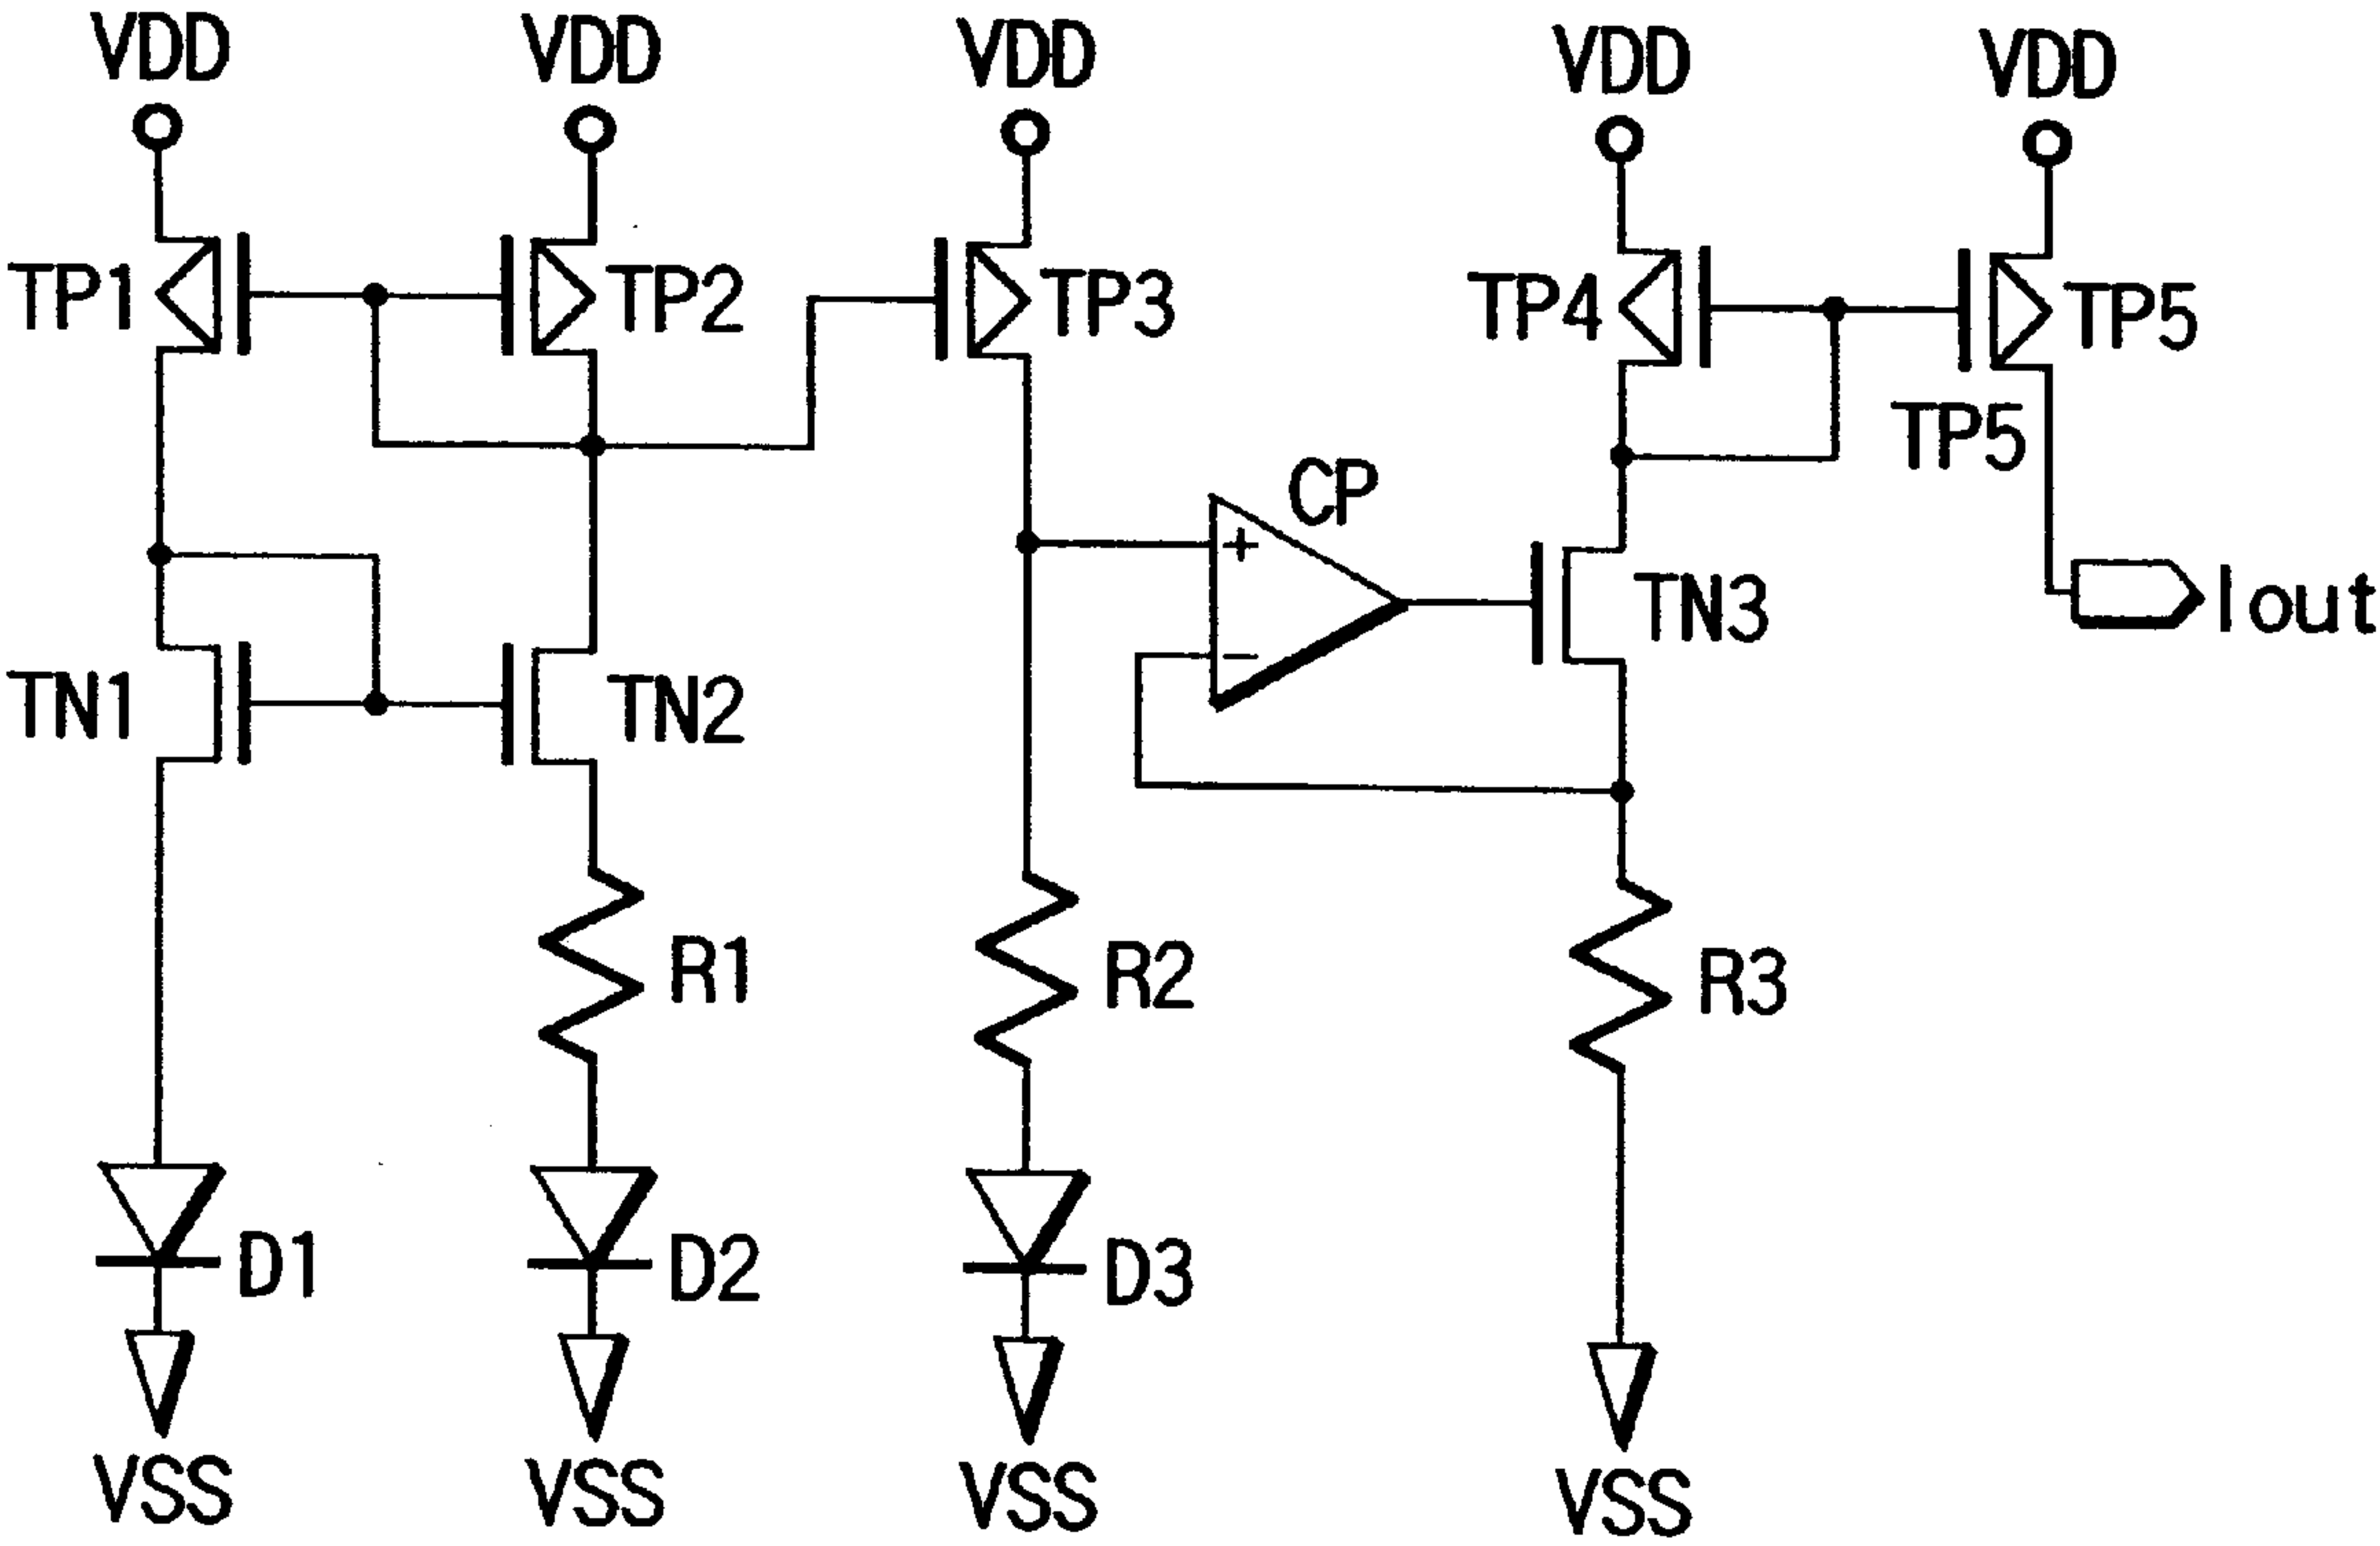 VDD VDD VDD VDD VDD
TP1 TP2 TP3 TP4 TP5
TP5
CP
+
−
TN3
Iout
TN1 TN2
R1 R2 R3
D1 D2 D3
VSS VSS VSS VSS